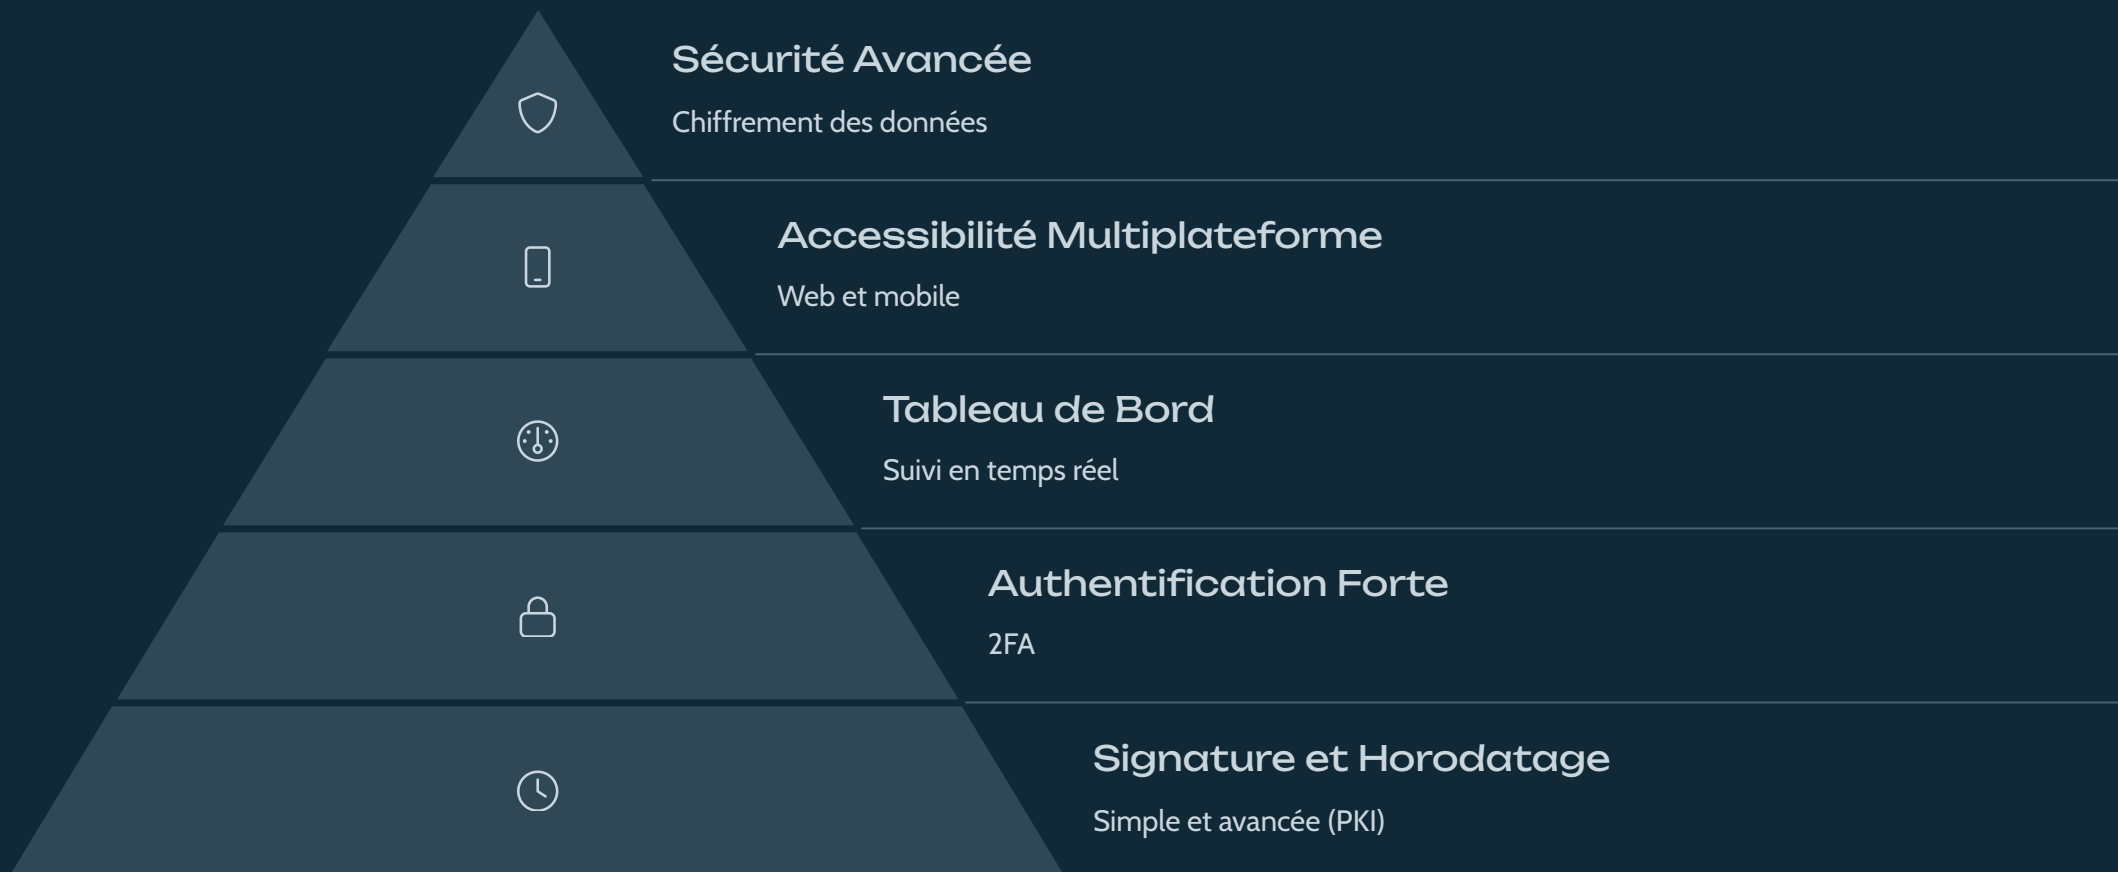 Sécurité Avancée
Chiffrement des données
Accessibilité Multiplateforme
Web et mobile
Tableau de Bord
Suivi en temps réel
Authentification Forte
2FA
Signature et Horodatage
Simple et avancée (PKI)